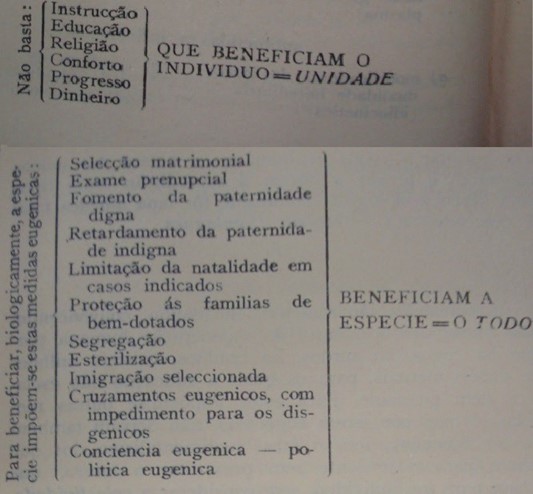 Não basta:
Instrucção
Educação
Religião
Conforto
Progresso
Dinheiro
QUE BENEFICIAM O
INDIVIDUO=UNIDADE
Para beneficiar, biologicamente, a espe-
cie impõem-se estas medidas eugenicas:
Selecção matrimonial
Exame prenupcial
Fomento da paternidade
digna
Retardamento da paternida-
de indigna
Limitação da natalidade em
casos indicados
Proteção ás familias de
bem-dotados
Segregação
Esterilização
Imigração seleccionada
Cruzamentos eugenicos, com
impedimento para os dis-
genicos
Conciencia eugenica — po-
litica eugenica
BENEFICIAM A
ESPECIE=O TODO